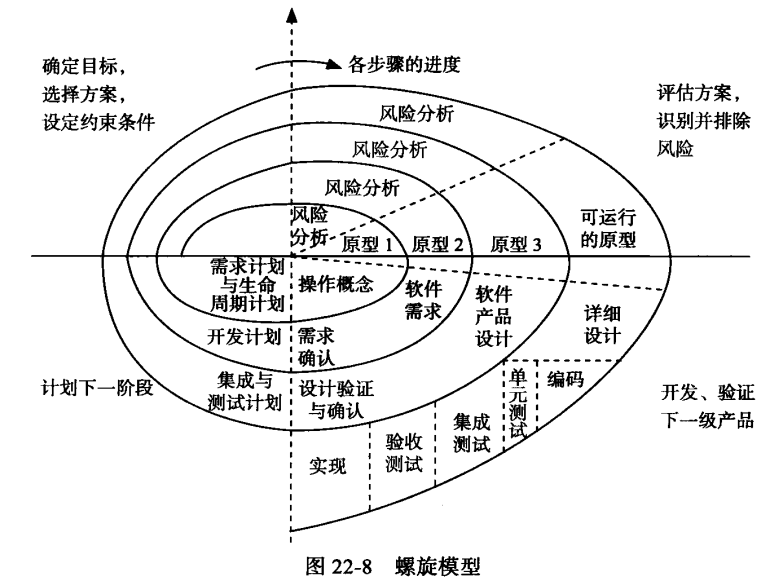 各步骤的进度
确定目标，
选择方案，
设定约束条件
评估方案，
识别并排除
风险
风险分析
风险分析
风险分析
风险
分析
原型 1
原型 2
原型 3
可运行
的原型
需求计划
与生命
周期计划
操作概念
软件
需求
软件
产品
设计
详细
设计
开发计划
需求
确认
集成与
测试计划
设计验证
与确认
单
元
测
试
编码
集成
测试
验收
测试
实现
计划下一阶段
开发、验证
下一级产品
图 22-8 螺旋模型